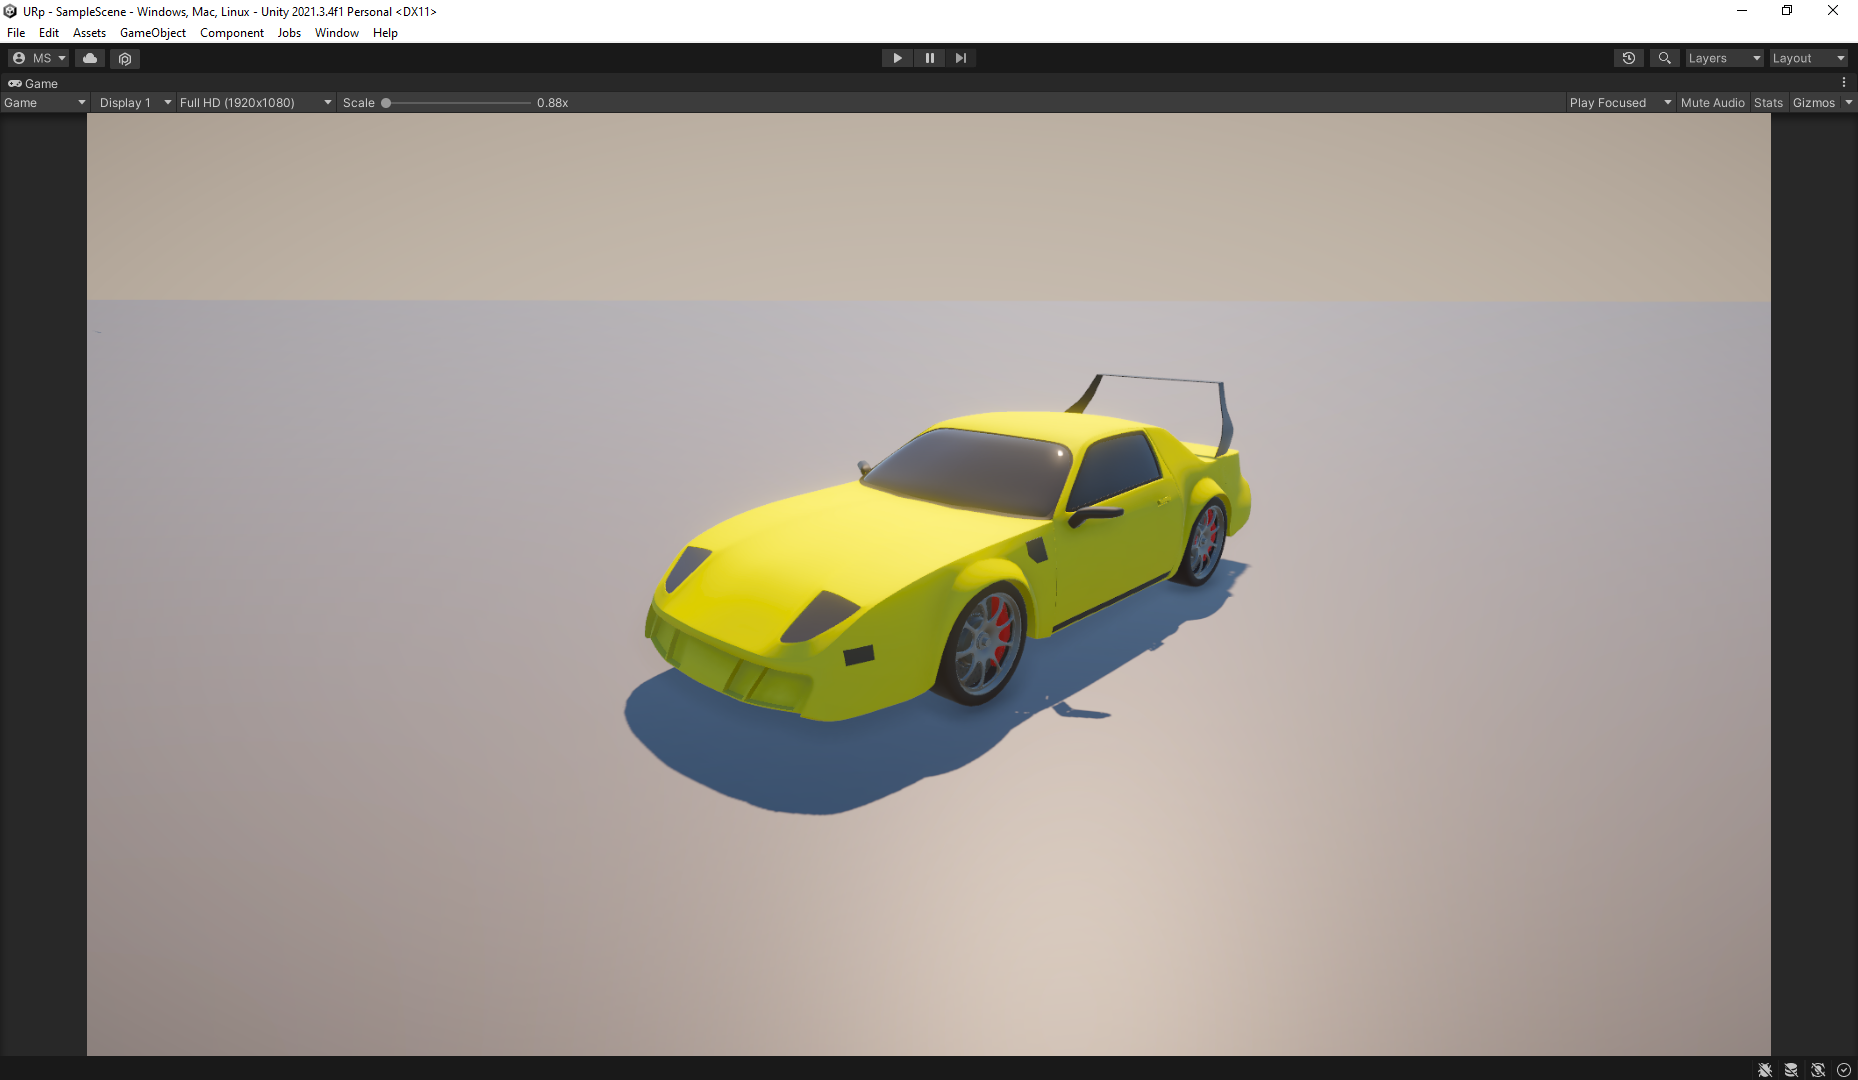 URp - SampleScene - Windows, Mac, Linux - Unity 2021.3.4f1 Personal <DX11>
File Edit Assets GameObject Component Jobs Window Help
MS Layers Layout
Game
Game Display 1 Full HD (1920x1080) Scale 0.88x Play Focused Mute Audio Stats Gizmos